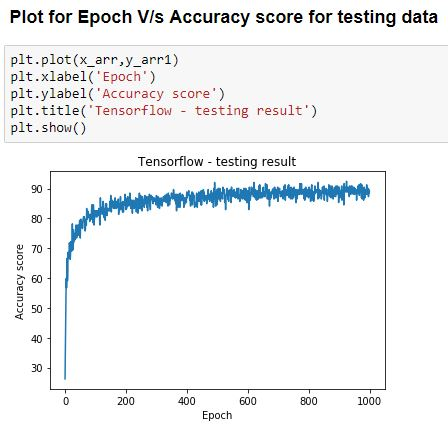 Plot for Epoch V/s Accuracy score for testing data
plt.plot(x_arr,y_arr1)
plt.xlabel('Epoch')
plt.ylabel('Accuracy score')
plt.title('Tensorflow - testing result')
plt.show()
Tensorflow - testing result
Accuracy score
90
80
70
60
50
40
30
0 200 400 600 800 1000
Epoch